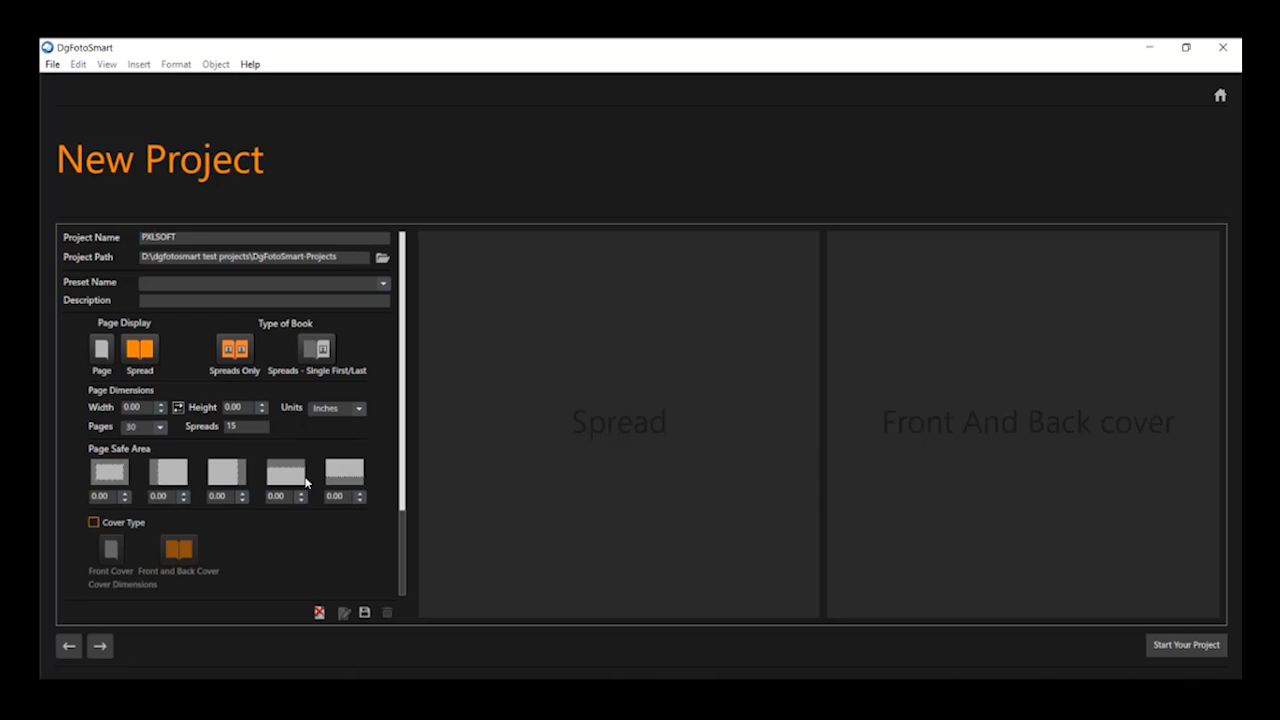 DgFotoSmart
File Edit View Insert Format Object Help
New Project
Project Name PXLSOFT
Project Path D:\dgfotosmart test projects\DgFotoSmart-Projects
Preset Name
Description
Page Display Type of Book
Page Spread Spreads Only Spreads - Single First/Last
Page Dimensions
Width 0.00 Height 0.00 Units Inches
Pages 30 Spreads 15
Page Safe Area
0.00 0.00 0.00 0.00 0.00
Cover Type
Front Cover Front and Back Cover
Cover Dimensions
Spread
Front And Back cover
Start Your Project